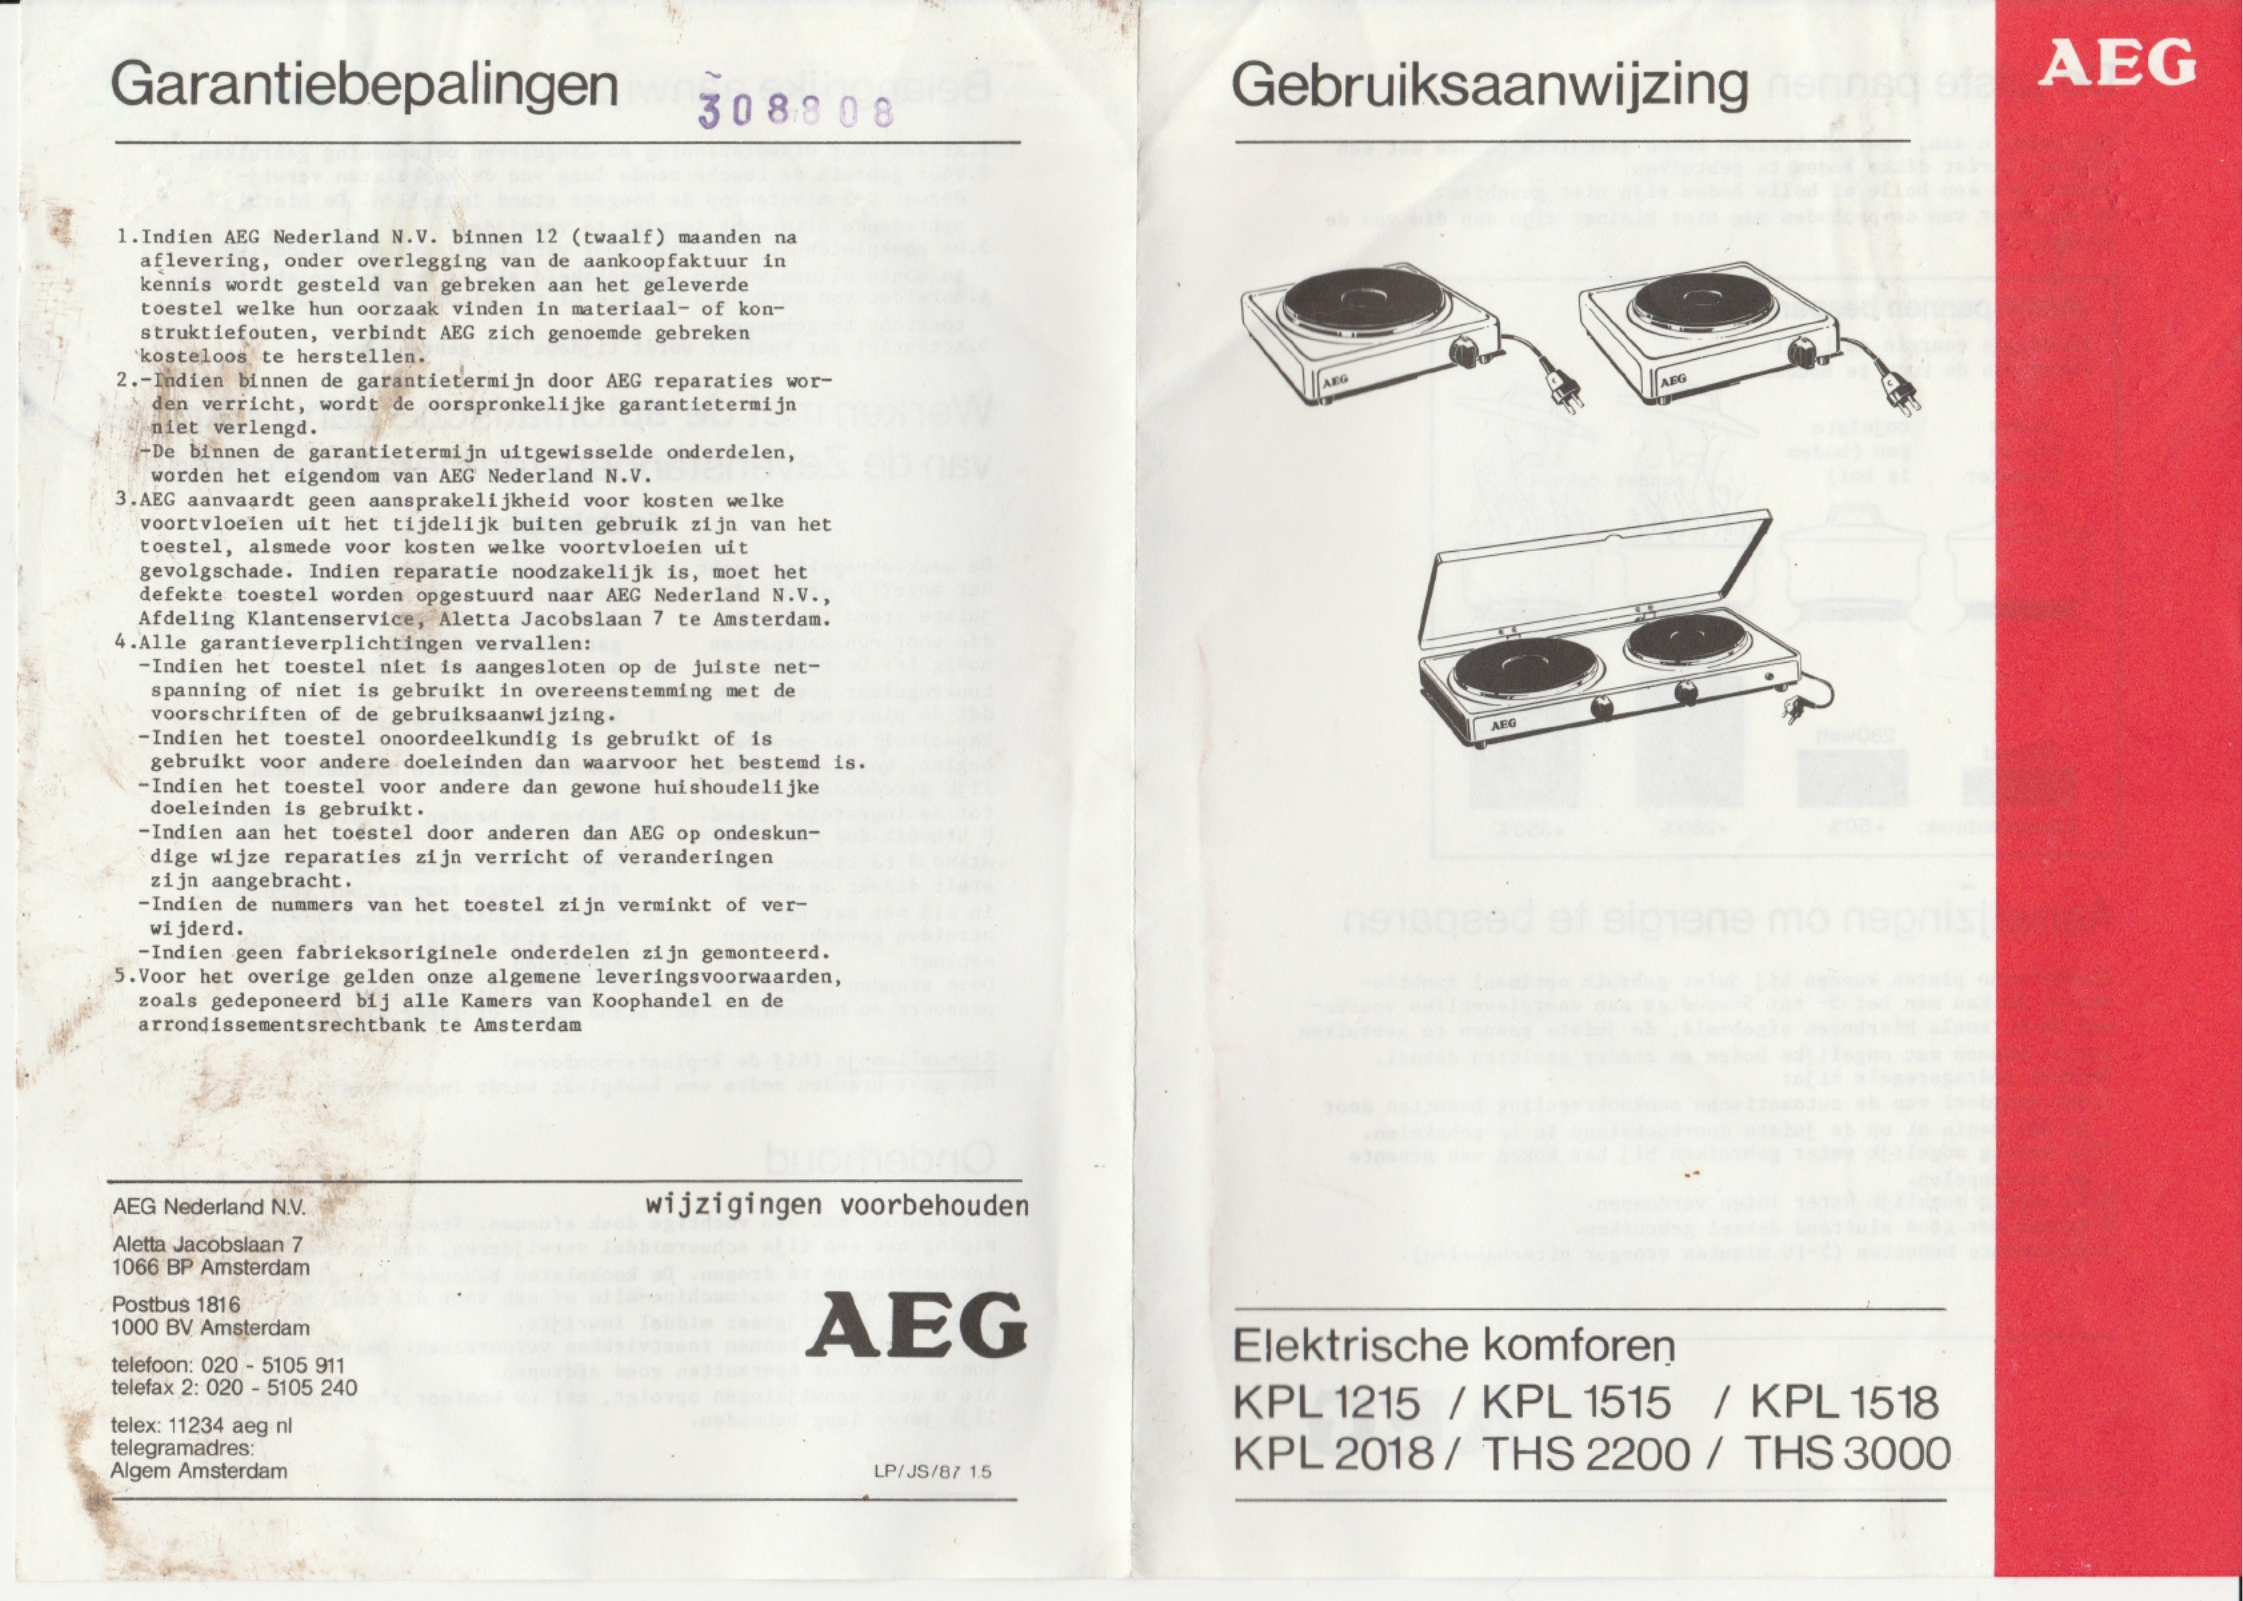 Garantiebepalingen
308808
1.Indien AEG Nederland N.V. binnen 12 (twaalf) maanden na
aflevering, onder overlegging van de aankoopfaktuur in
kennis wordt gesteld van gebreken aan het geleverde
toestel welke hun oorzaak vinden in materiaal- of kon-
struktiefouten, verbindt AEG zich genoemde gebreken
kosteloos te herstellen.
2.-Indien binnen de garantietermijn door AEG reparaties wor-
den verricht, wordt de oorspronkelijke garantietermijn
niet verlengd.
-De binnen de garantietermijn uitgewisselde onderdelen,
worden het eigendom van AEG Nederland N.V.
3.AEG aanvaardt geen aansprakelijkheid voor kosten welke
voortvloeien uit het tijdelijk buiten gebruik zijn van het
toestel, alsmede voor kosten welke voortvloeien uit
gevolgschade. Indien reparatie noodzakelijk is, moet het
defekte toestel worden opgestuurd naar AEG Nederland N.V.,
Afdeling Klantenservice, Aletta Jacobslaan 7 te Amsterdam.
4.Alle garantieverplichtingen vervallen:
-Indien het toestel niet is aangesloten op de juiste net-
spanning of niet is gebruikt in overeenstemming met de
voorschriften of de gebruiksaanwijzing.
-Indien het toestel onoordeelkundig is gebruikt of is
gebruikt voor andere doeleinden dan waarvoor het bestemd is.
-Indien het toestel voor andere dan gewone huishoudelijke
doeleinden is gebruikt.
-Indien aan het toestel door anderen dan AEG op ondeskun-
dige wijze reparaties zijn verricht of veranderingen
zijn aangebracht.
-Indien de nummers van het toestel zijn verminkt of ver-
wijderd.
-Indien geen fabrieksoriginele onderdelen zijn gemonteerd.
5.Voor het overige gelden onze algemene leveringsvoorwaarden,
zoals gedeponeerd bij alle Kamers van Koophandel en de
arrondissementsrechtbank te Amsterdam
AEG Nederland N.V.
wijzigingen voorbehouden
Aletta Jacobslaan 7
1066 BP Amsterdam
Postbus 1816
1000 BV Amsterdam
AEG
telefoon: 020 - 5105 911
telefax 2: 020 - 5105 240
telex: 11234 aeg nl
telegramadres:
Algem Amsterdam
LP/JS/87 15
Gebruiksaanwijzing
AEG
AEG
AEG
AEG
Elektrische komforen
KPL 1215 / KPL 1515 / KPL 1518
KPL 2018 / THS 2200 / THS 3000